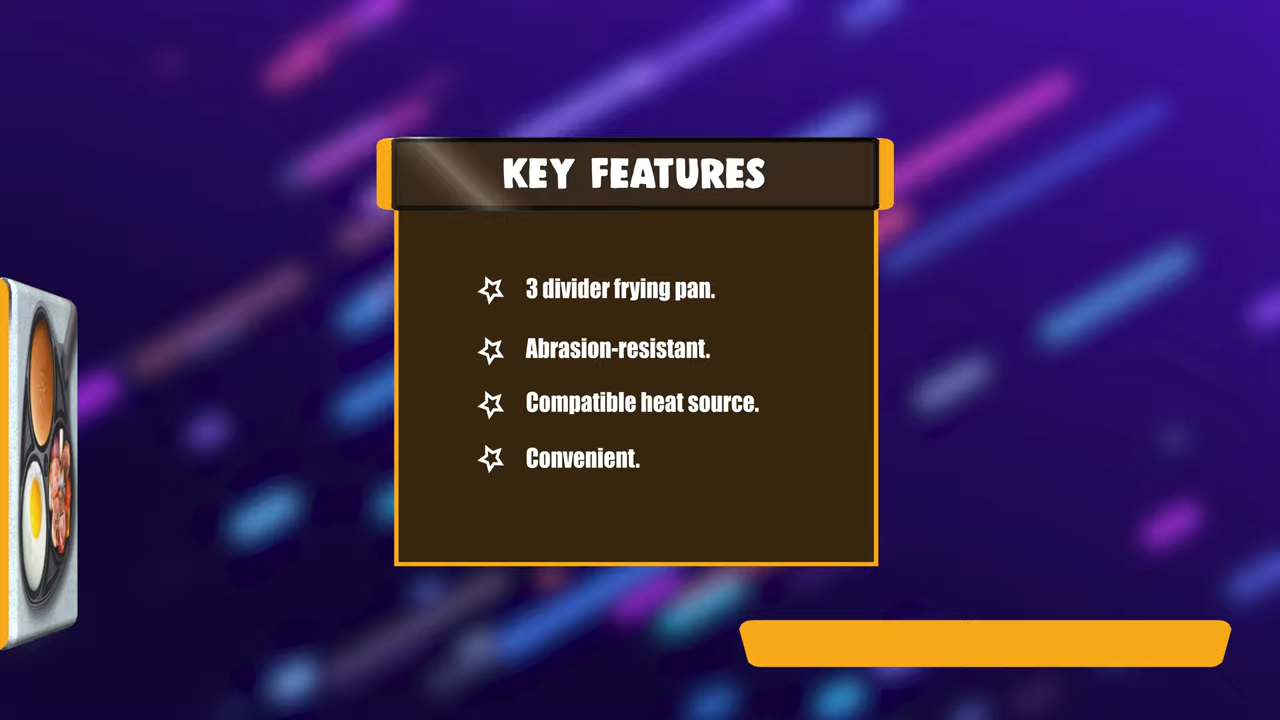 KEY FEATURES
3 divider frying pan.
Abrasion-resistant.
Compatible heat source.
Convenient.